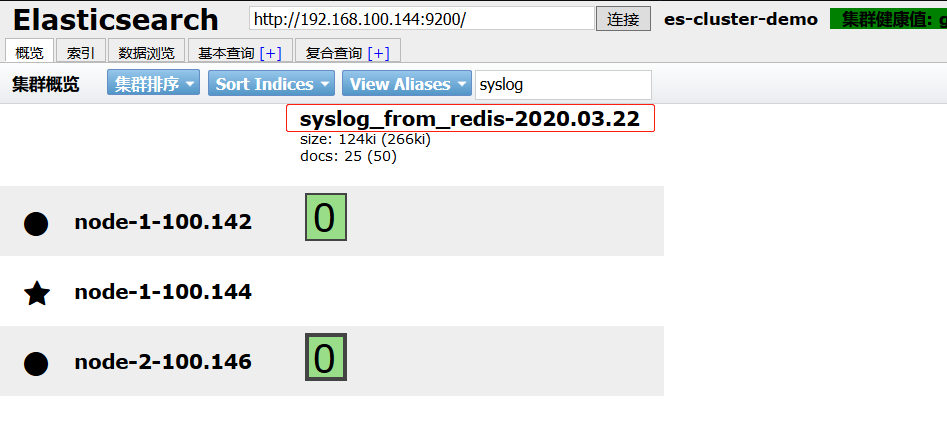 Elasticsearch http://192.168.100.144:9200/ 连接 es-cluster-demo 集群健康值: g
概览 索引 数据浏览 基本查询 [+] 复合查询 [+]
集群概览 集群排序 Sort Indices View Aliases syslog
syslog_from_redis-2020.03.22
size: 124ki (266ki)
docs: 25 (50)
node-1-100.142 0
node-1-100.144
node-2-100.146 0